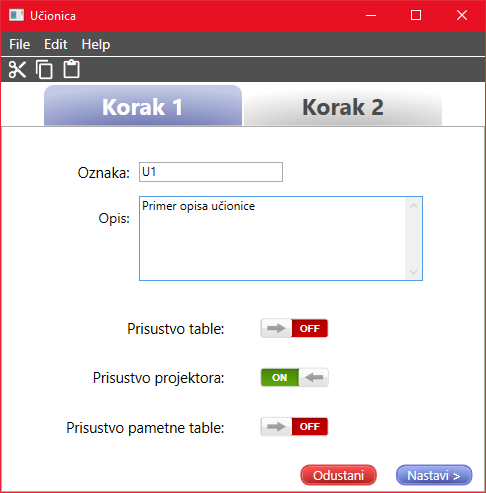 Učionica
File Edit Help
Korak 1 Korak 2
Oznaka: U1
Opis: Primer opisa učionice
Prisustvo table: OFF
Prisustvo projektora: ON
Prisustvo pametne table: OFF
Odustani Nastavi >